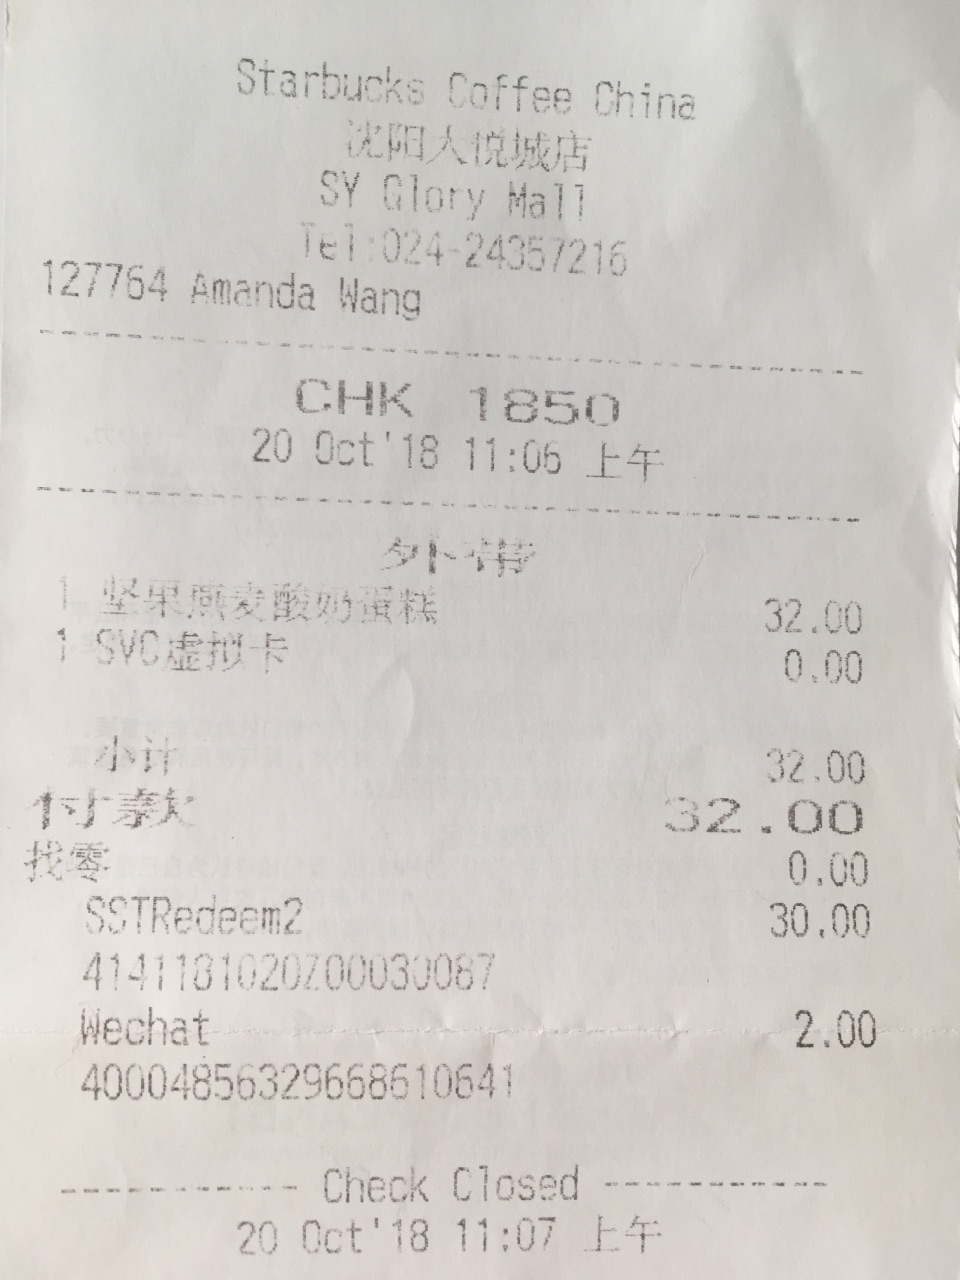 Starbucks Coffee China
沈阳大悦城店
SY Glory Mall
Tel:024-24357216
127764 Amanda Wang
CHK 1850
20 Oct'18 11:06 上午
外带
1 坚果燕麦酸奶蛋糕 32.00
1 SVC虚拟卡 0.00
小计 32.00
付款 32.00
找零 0.00
SSTRedeem2 30.00
4141181020Z00030087
Wechat 2.00
40004856329668610641
----------- Check Closed -----------
20 Oct'18 11:07 上午